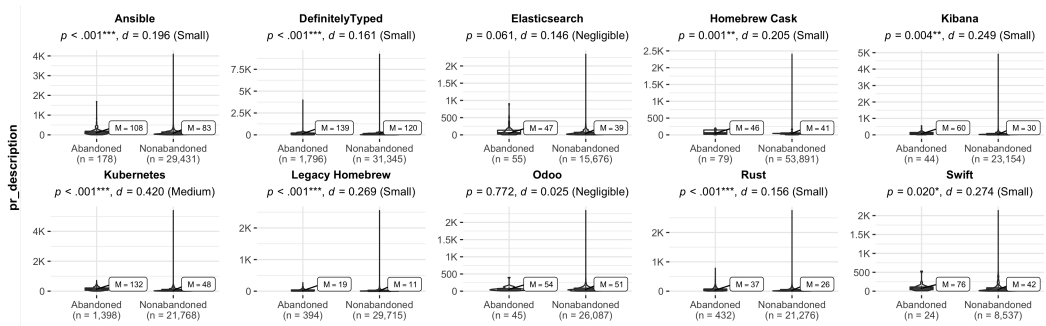 pr_description
Ansible
p < .001***, d = 0.196 (Small)
4K
3K
2K
1K
0
M = 108
M = 83
Abandoned
(n = 178)
Nonabandoned
(n = 29,431)
DefinitelyTyped
p < .001***, d = 0.161 (Small)
7.5K
5K
2.5K
0
M = 139
M = 120
Abandoned
(n = 1,796)
Nonabandoned
(n = 31,345)
Elasticsearch
p = 0.061, d = 0.146 (Negligible)
2K
1.5K
1K
500
0
M = 47
M = 39
Abandoned
(n = 55)
Nonabandoned
(n = 15,676)
Homebrew Cask
p = 0.001**, d = 0.205 (Small)
2.5K
2K
1.5K
1K
500
0
M = 46
M = 41
Abandoned
(n = 79)
Nonabandoned
(n = 53,891)
Kibana
p = 0.004**, d = 0.249 (Small)
5K
4K
3K
2K
1K
0
M = 60
M = 30
Abandoned
(n = 44)
Nonabandoned
(n = 23,154)
Kubernetes
p < .001***, d = 0.420 (Medium)
4K
2K
0
M = 132
M = 48
Abandoned
(n = 1,398)
Nonabandoned
(n = 21,768)
Legacy Homebrew
p < .001***, d = 0.269 (Small)
2K
1K
0
M = 19
M = 11
Abandoned
(n = 394)
Nonabandoned
(n = 29,715)
Odoo
p = 0.772, d = 0.025 (Negligible)
2K
1.5K
1K
500
0
M = 54
M = 51
Abandoned
(n = 45)
Nonabandoned
(n = 26,087)
Rust
p < .001***, d = 0.156 (Small)
2K
1K
0
M = 37
M = 26
Abandoned
(n = 432)
Nonabandoned
(n = 21,276)
Swift
p = 0.020*, d = 0.274 (Small)
2K
1.5K
1K
500
0
M = 76
M = 42
Abandoned
(n = 24)
Nonabandoned
(n = 8,537)